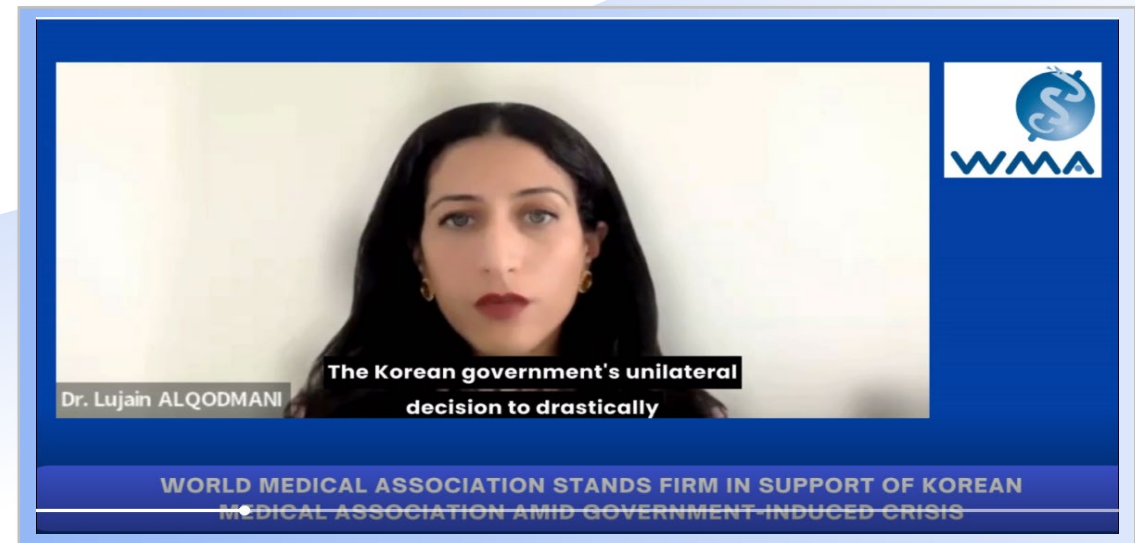 WMA
The Korean government's unilateral
decision to drastically
Dr. Lujain ALQODMANI
WORLD MEDICAL ASSOCIATION STANDS FIRM IN SUPPORT OF KOREAN
MEDICAL ASSOCIATION AMID GOVERNMENT-INDUCED CRISIS